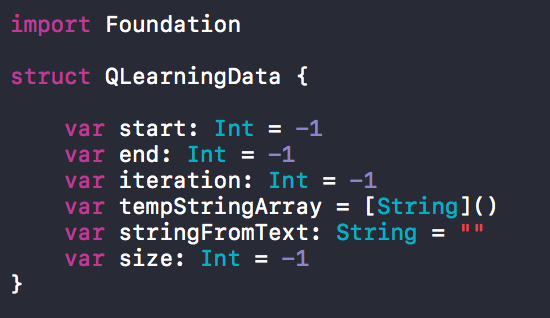 import Foundation
struct QLearningData {
var start: Int = -1
var end: Int = -1
var iteration: Int = -1
var tempStringArray = [String]()
var stringFromText: String = ""
var size: Int = -1
}